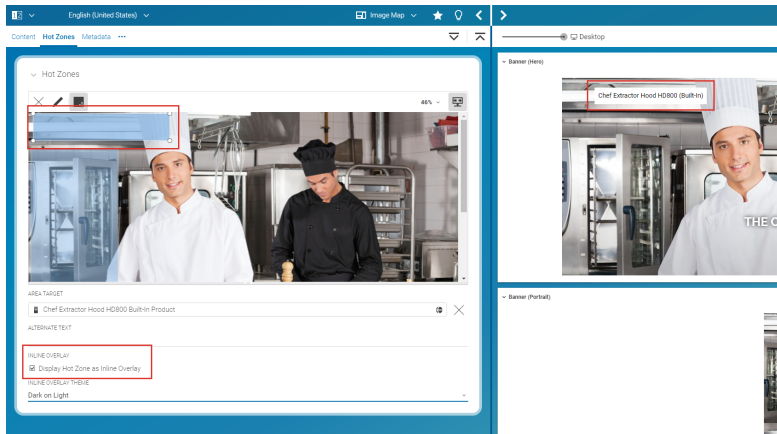 English (United States)
Image Map
Content Hot Zones Metadata
Desktop
Hot Zones
46%
Banner (Hero)
Chef Extractor Hood HD800 (Built-In)
THE C
AREA TARGET
Chef Extractor Hood HD800 Built-In Product
ALTERNATE TEXT
INLINE OVERLAY
Display Hot Zone as Inline Overlay
INLINE OVERLAY THEME
Dark on Light
Banner (Portrait)